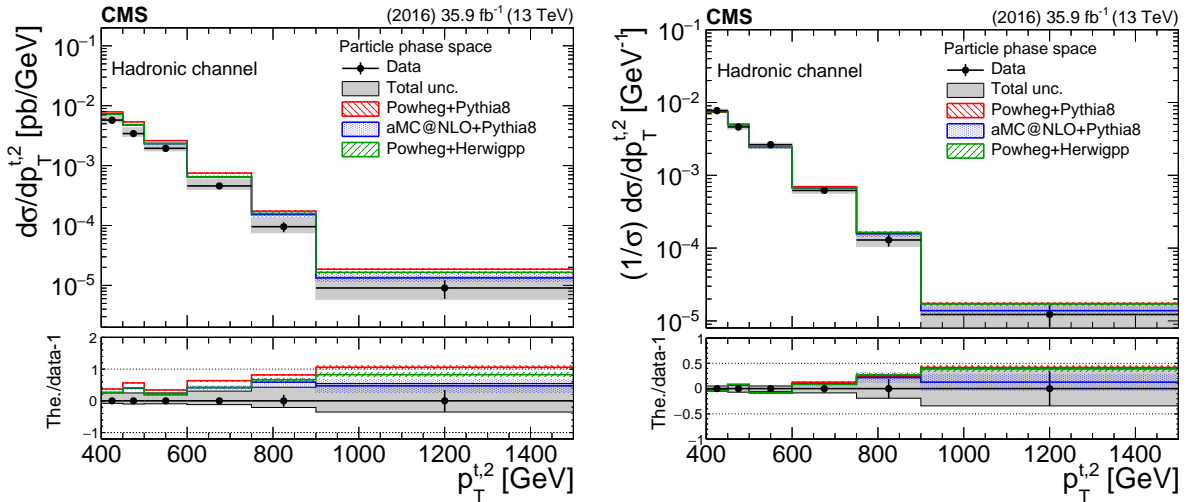 CMS (2016) 35.9 fb⁻¹ (13 TeV)
dσ/dp_T^{t,2} [pb/GeV]
10⁻¹
10⁻²
10⁻³
10⁻⁴
10⁻⁵
Hadronic channel
Particle phase space
Data
Total unc.
Powheg+Pythia8
aMC@NLO+Pythia8
Powheg+Herwigpp
The./data-1
2
1
0
−1
400 600 800 1000 1200 1400
p_T^{t,2} [GeV]
CMS (2016) 35.9 fb⁻¹ (13 TeV)
(1/σ) dσ/dp_T^{t,2} [GeV⁻¹]
10⁻¹
10⁻²
10⁻³
10⁻⁴
10⁻⁵
Hadronic channel
Particle phase space
Data
Total unc.
Powheg+Pythia8
aMC@NLO+Pythia8
Powheg+Herwigpp
The./data-1
1
0.5
0
−0.5
−1
400 600 800 1000 1200 1400
p_T^{t,2} [GeV]